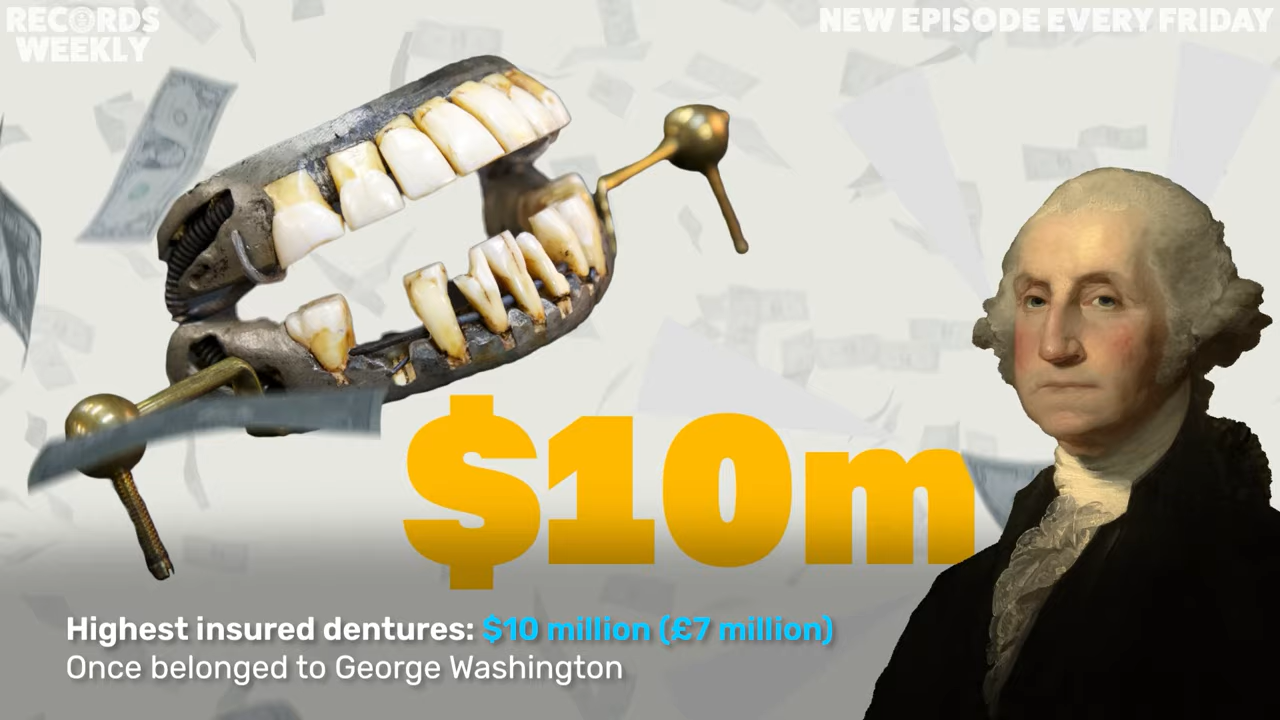 RECORDS
WEEKLY
NEW EPISODE EVERY FRIDAY
$10m
Highest insured dentures: $10 million (£7 million)
Once belonged to George Washington